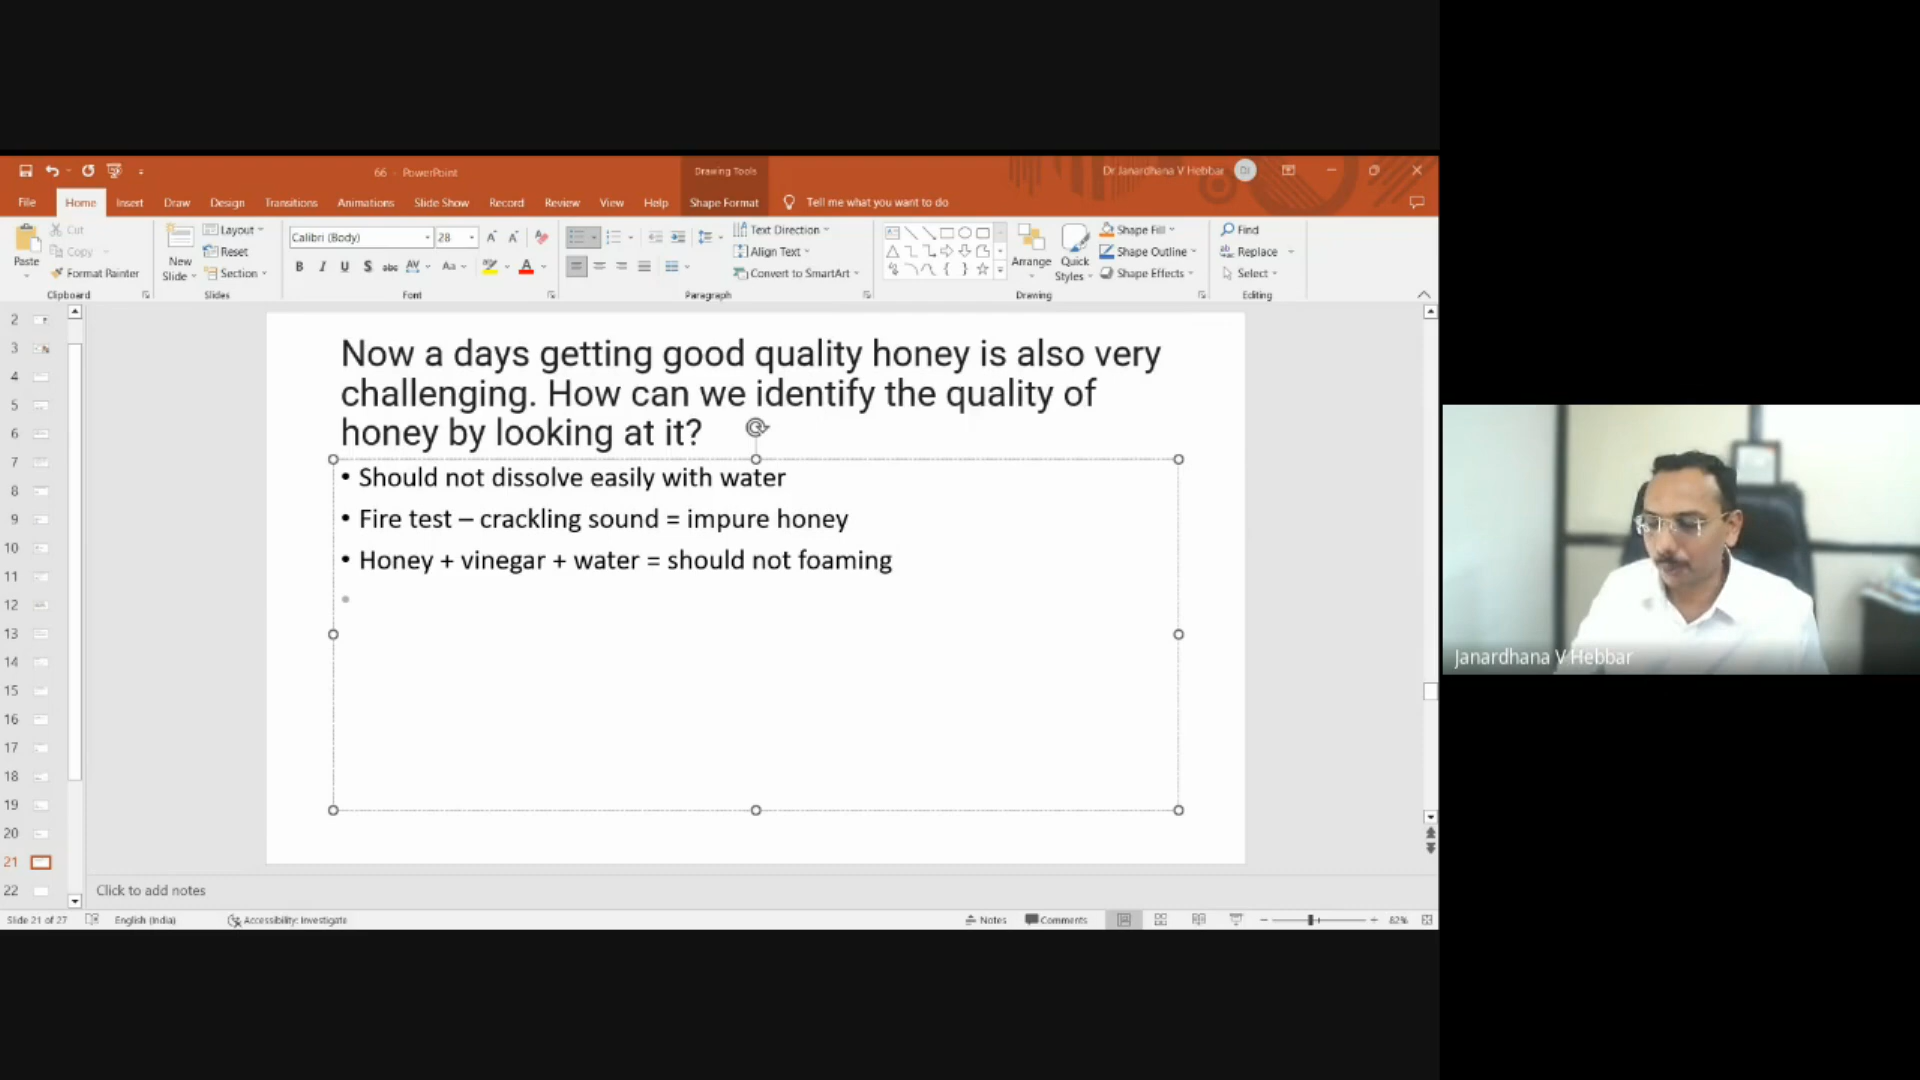 66 - PowerPoint
Drawing Tools
Dr Janardhana V Hebbar
File Home Insert Draw Design Transitions Animations Slide Show Record Review View Help Shape Format Tell me what you want to do
Paste
Cut
Copy
Format Painter
Clipboard
New
Slide
Layout
Reset
Section
Slides
Calibri (Body) 28
Font
Text Direction
Align Text
Convert to SmartArt
Paragraph
Arrange
Quick
Styles
Shape Fill
Shape Outline
Shape Effects
Drawing
Find
Replace
Select
Editing
2
3
4
5
6
7
8
9
10
11
12
13
14
15
16
17
18
19
20
21
22
Now a days getting good quality honey is also very
challenging. How can we identify the quality of
honey by looking at it?
• Should not dissolve easily with water
• Fire test – crackling sound = impure honey
• Honey + vinegar + water = should not foaming
•
Janardhana V Hebbar
Click to add notes
Slide 21 of 27 English (India) Accessibility: Investigate Notes Comments 82%